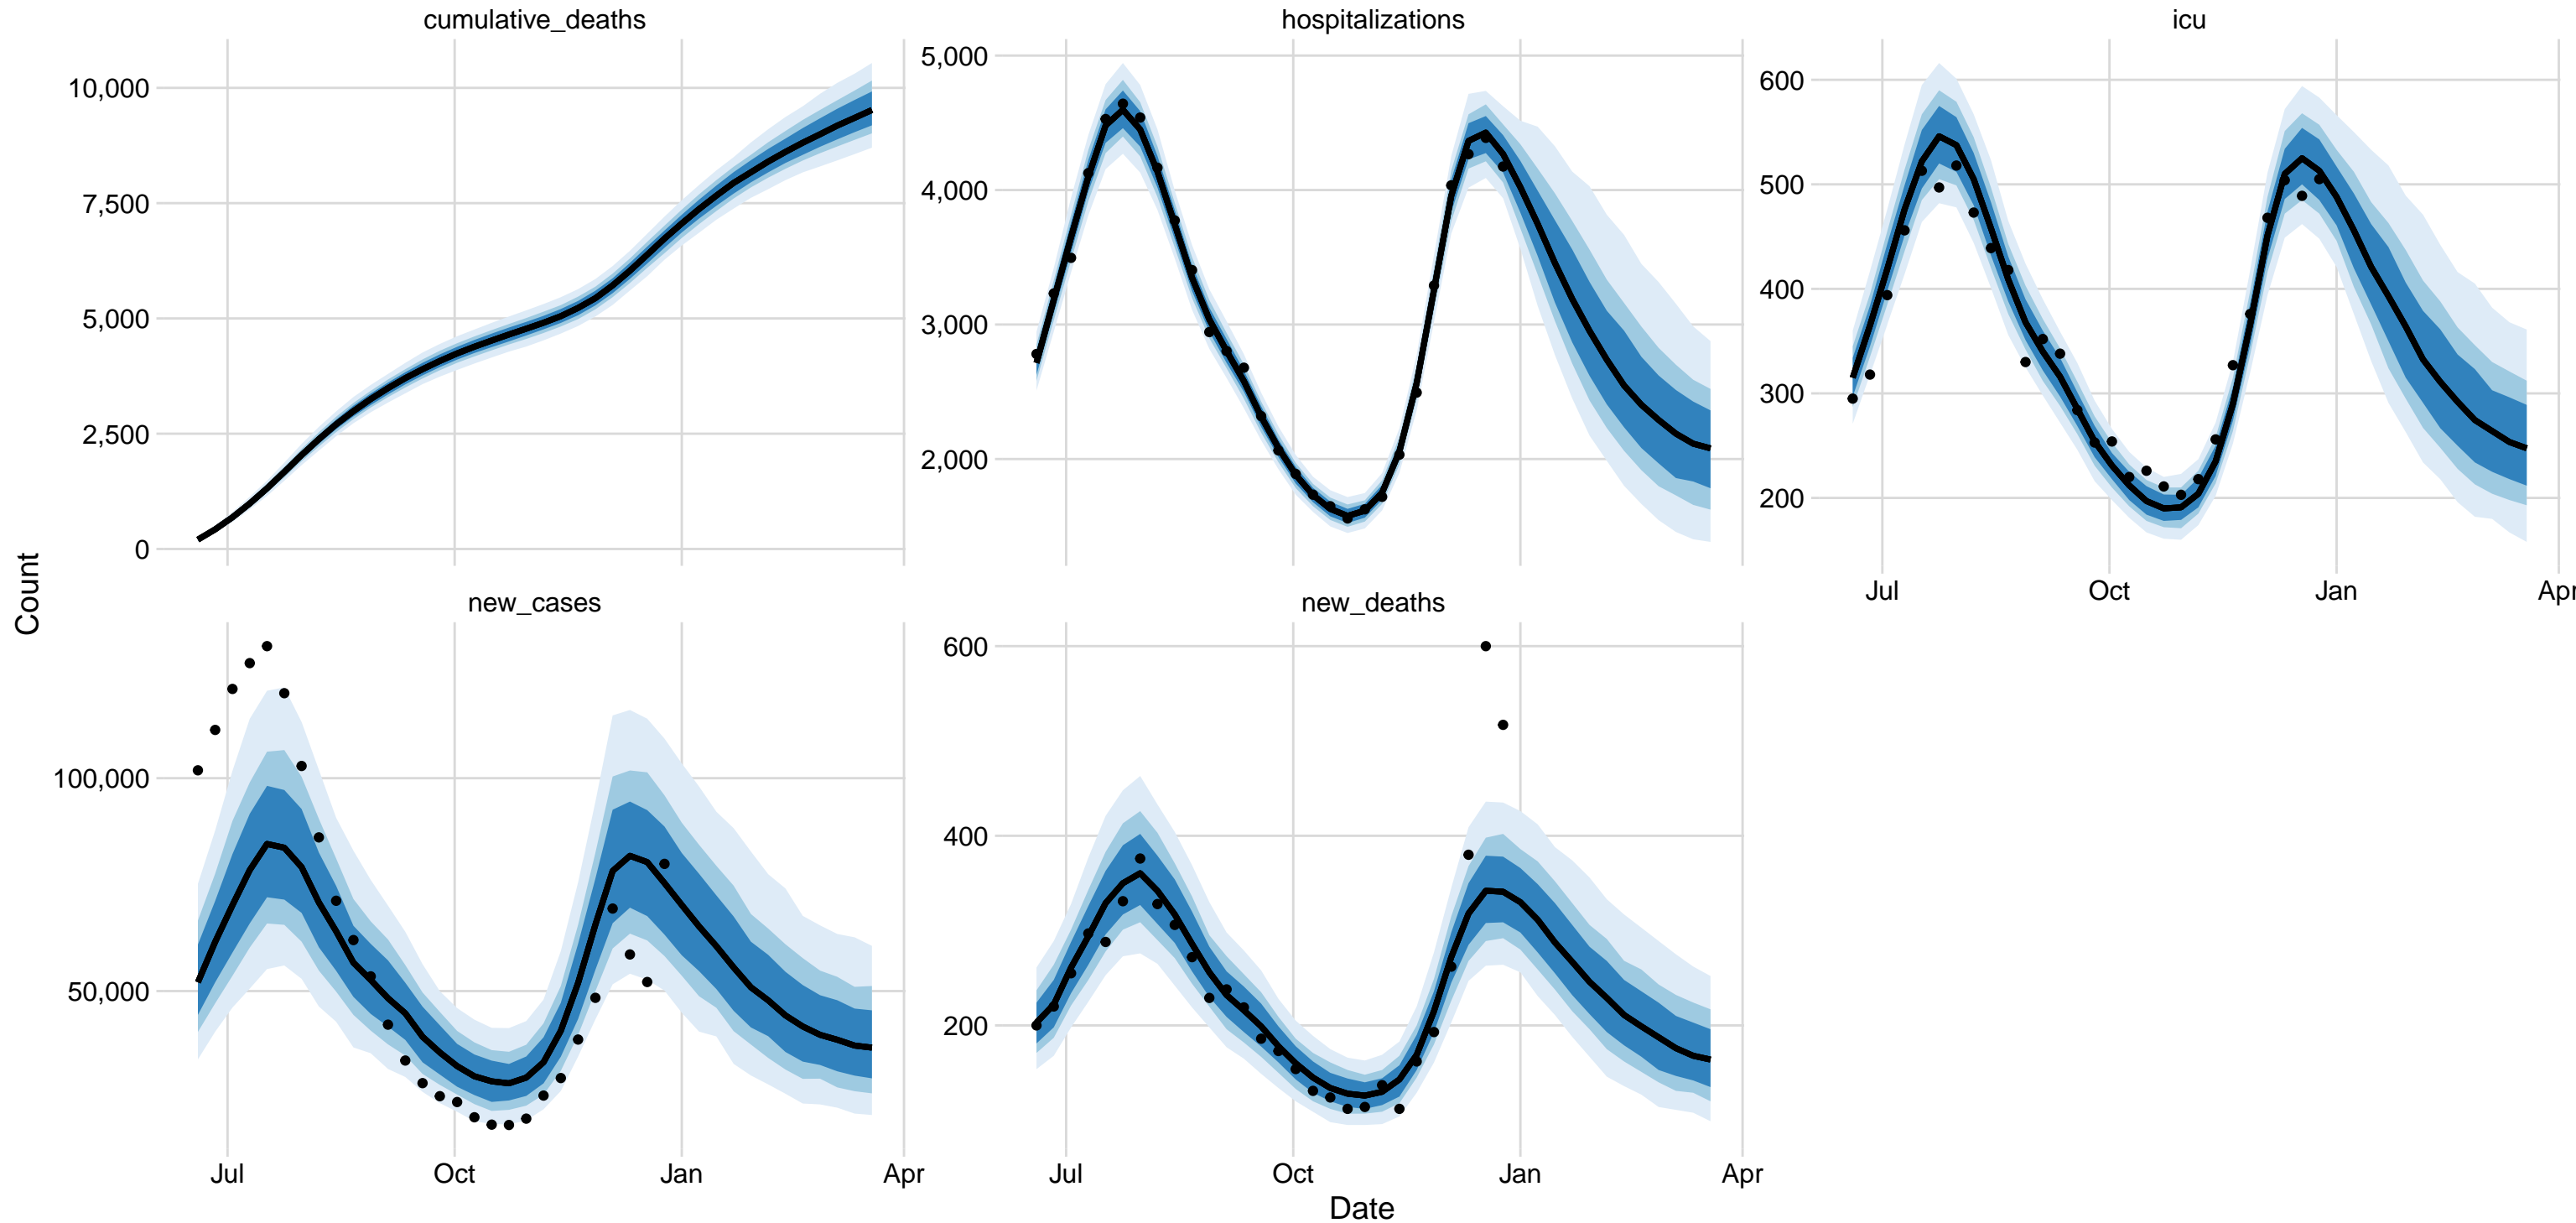 cumulative_deaths
10,000
7,500
5,000
2,500
0
hospitalizations
5,000
4,000
3,000
2,000
icu
600
500
400
300
200
Jul Oct Jan Apr
Count
new_cases
100,000
50,000
Jul Oct Jan Apr
new_deaths
600
400
200
Jul Oct Jan Apr
Date